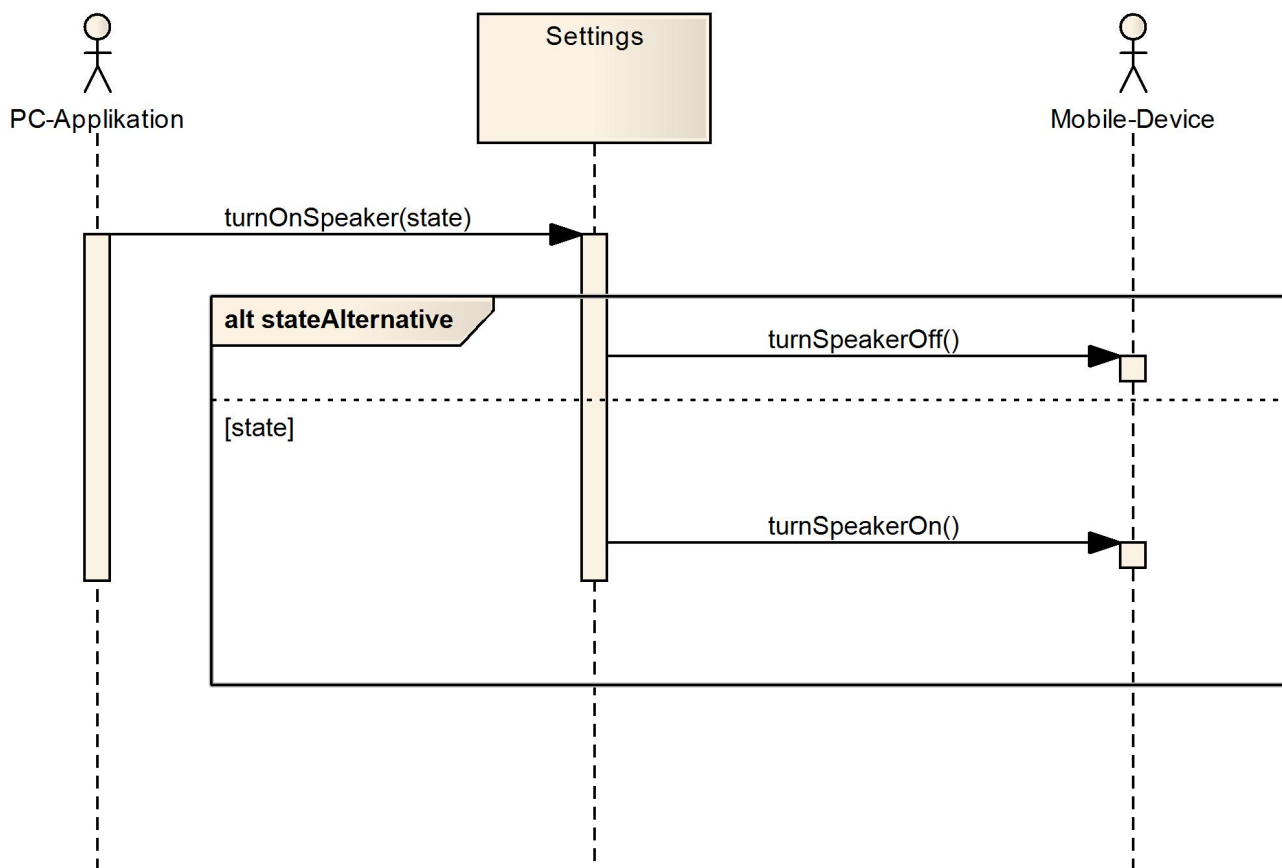 PC-Applikation
Settings
Mobile-Device
turnOnSpeaker(state)
alt stateAlternative
turnSpeakerOff()
[state]
turnSpeakerOn()